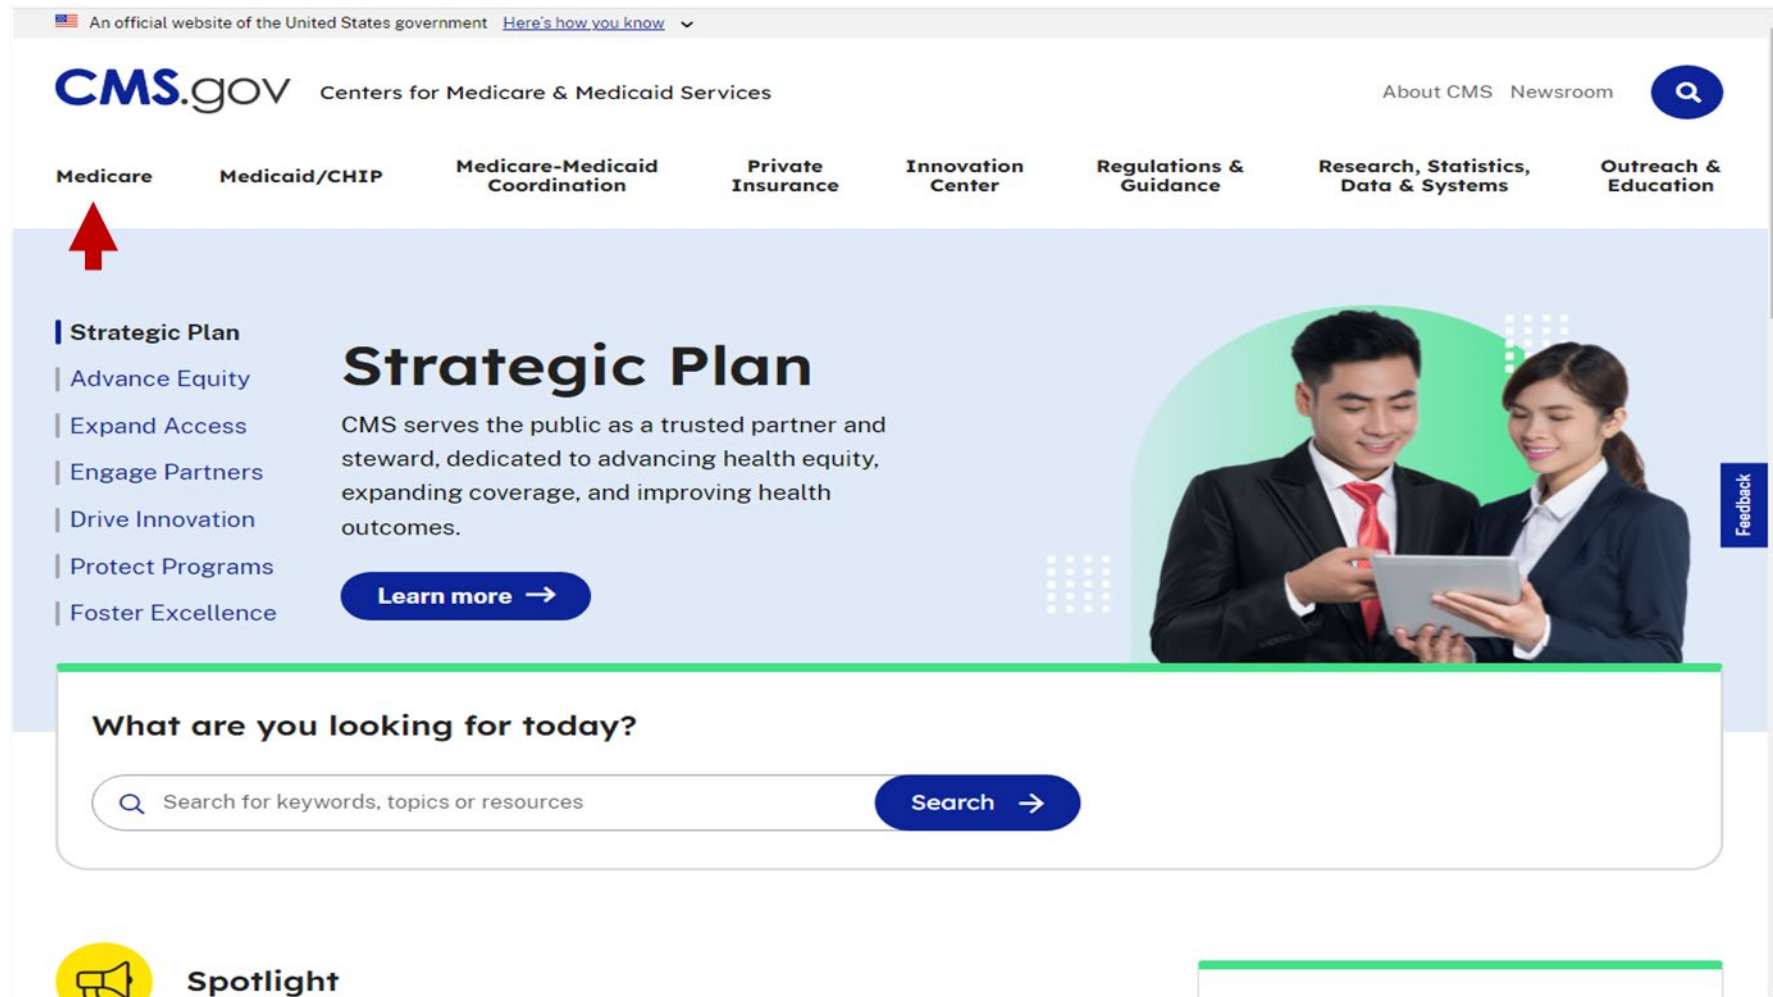 An official website of the United States government Here's how you know
CMS.gov Centers for Medicare & Medicaid Services
About CMS Newsroom
Medicare
Medicaid/CHIP
Medicare-Medicaid
Coordination
Private
Insurance
Innovation
Center
Regulations &
Guidance
Research, Statistics,
Data & Systems
Outreach &
Education
Strategic Plan
Advance Equity
Expand Access
Engage Partners
Drive Innovation
Protect Programs
Foster Excellence
Strategic Plan
CMS serves the public as a trusted partner and
steward, dedicated to advancing health equity,
expanding coverage, and improving health
outcomes.
Learn more →
Feedback
What are you looking for today?
Search for keywords, topics or resources
Search →
Spotlight